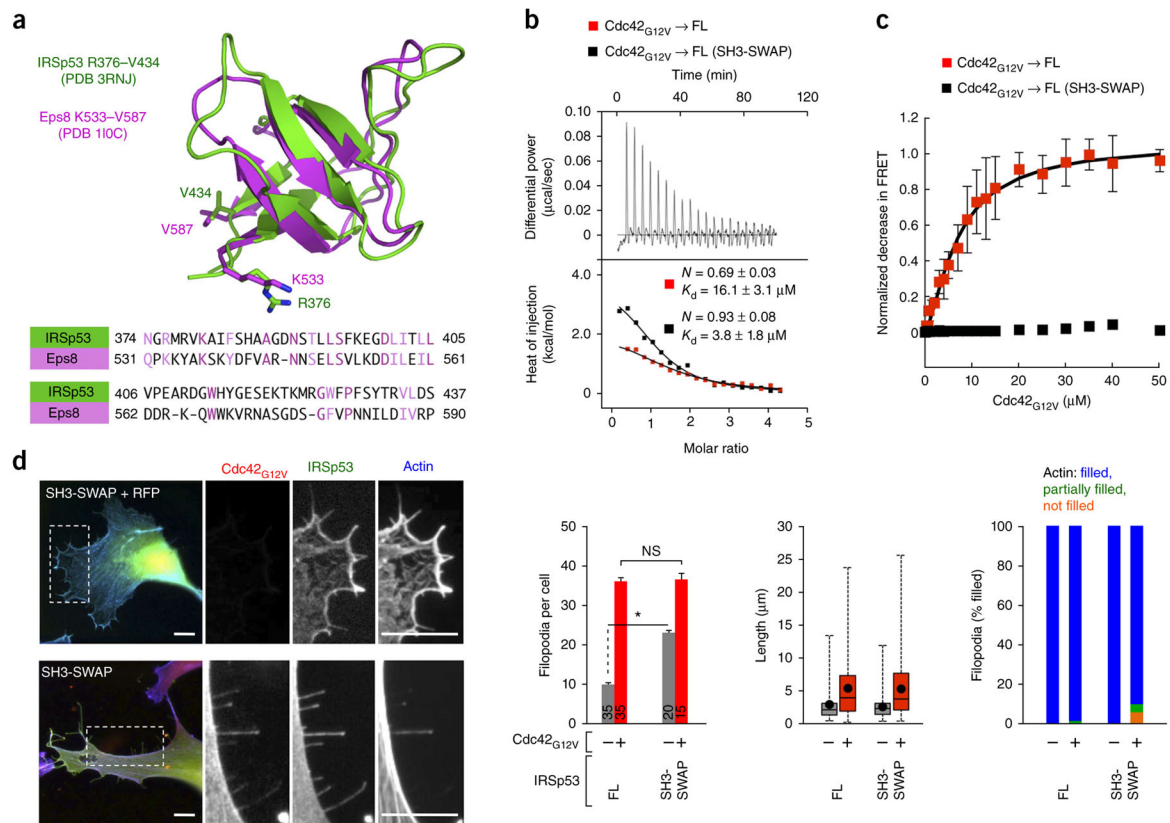 a
IRSp53 R376–V434
(PDB 3RNJ)
Eps8 K533–V587
(PDB 1I0C)
V434
V587
K533
R376
IRSp53 374 NGRMRVKAIFSHAAGDNSTLLSFKEGDLITLL 405
Eps8 531 QPKKYAKSKYDFVAR-NNSELSVLKDDILEIL 561
IRSp53 406 VPEARDGWHYGESEKTKMRGWFPFSYTRVLDS 437
Eps8 562 DDR-K-QWWKVRNASGDS-GFVPNNILDIVRP 590
b
Cdc42G12V → FL
Cdc42G12V → FL (SH3-SWAP)
Time (min)
0 40 80 120
Differential power
(μcal/sec)
0.10
0.08
0.06
0.04
0.02
0
Heat of injection
(kcal/mol)
4.0
2.0
0
N = 0.69 ± 0.03
Kd = 16.1 ± 3.1 μM
N = 0.93 ± 0.08
Kd = 3.8 ± 1.8 μM
0 1 2 3 4 5
Molar ratio
c
Cdc42G12V → FL
Cdc42G12V → FL (SH3-SWAP)
Normalized decrease in FRET
1.2
1.0
0.8
0.6
0.4
0.2
0
0 10 20 30 40 50
Cdc42G12V (μM)
d
Cdc42G12V IRSp53 Actin
SH3-SWAP + RFP
SH3-SWAP
Filopodia per cell
50
40
30
20
10
0
NS
*
35 35 20 15
Cdc42G12V
– + – +
IRSp53
FL
SH3-
SWAP
Length (μm)
30
25
20
15
10
5
0
– + – +
FL
SH3-
SWAP
Actin: filled,
partially filled,
not filled
Filopodia (% filled)
100
80
60
40
20
0
– + – +
FL
SH3-
SWAP